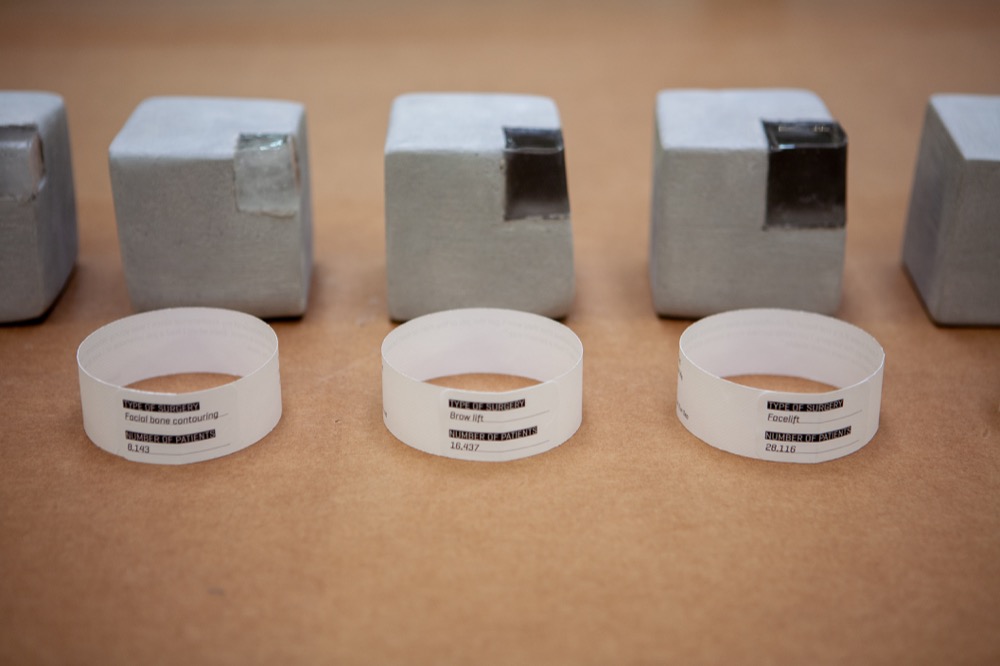 TYPE OF SURGERY
Facial bone contouring
NUMBER OF PATIENTS
8,143
TYPE OF SURGERY
Brow lift
NUMBER OF PATIENTS
16,437
TYPE OF SURGERY
Facelift
NUMBER OF PATIENTS
28,116